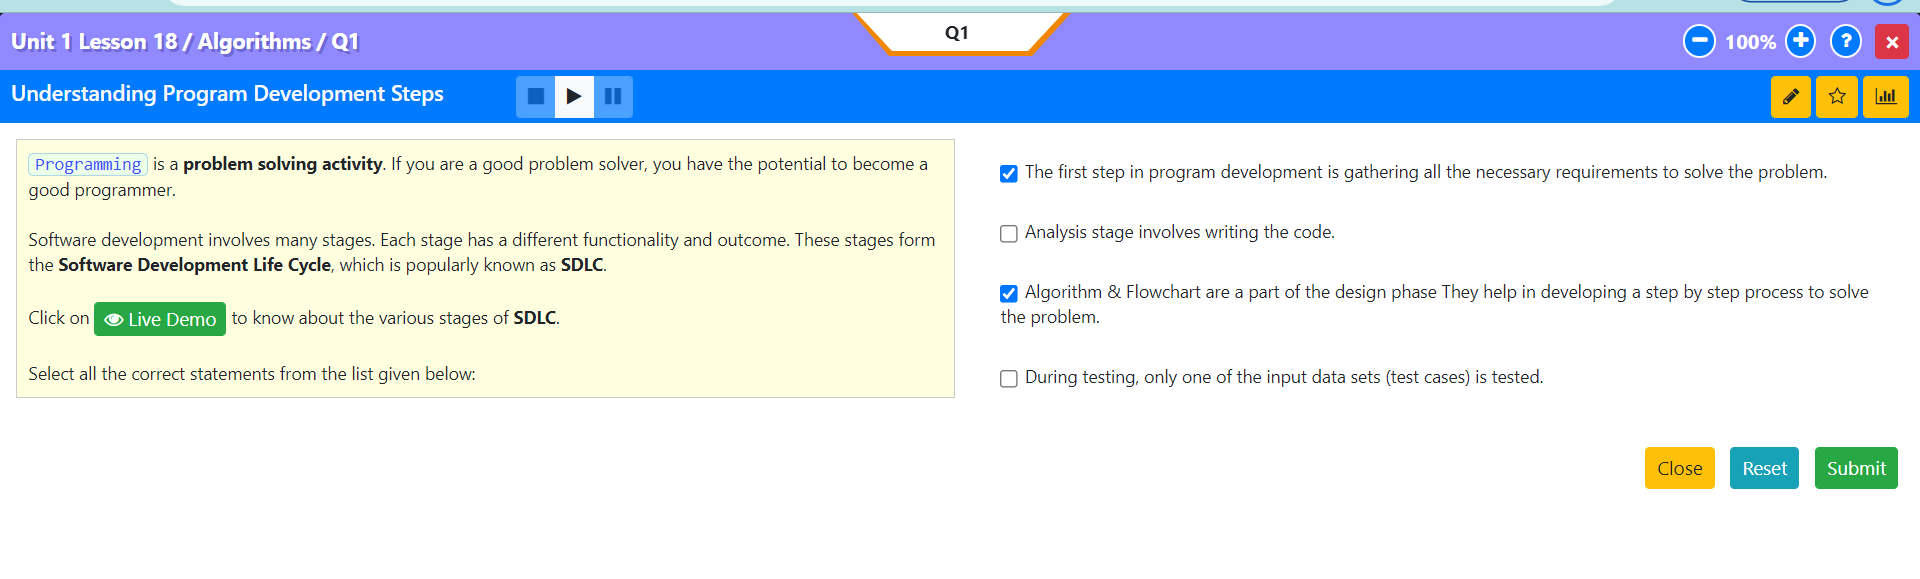 Unit 1 Lesson 18 / Algorithms / Q1
Q1
100%
?
×
Understanding Program Development Steps
Programming is a problem solving activity. If you are a good problem solver, you have the potential to become a
good programmer.
Software development involves many stages. Each stage has a different functionality and outcome. These stages form
the Software Development Life Cycle, which is popularly known as SDLC.
Click on Live Demo to know about the various stages of SDLC.
Select all the correct statements from the list given below:
The first step in program development is gathering all the necessary requirements to solve the problem.
Analysis stage involves writing the code.
Algorithm & Flowchart are a part of the design phase They help in developing a step by step process to solve
the problem.
During testing, only one of the input data sets (test cases) is tested.
Close
Reset
Submit